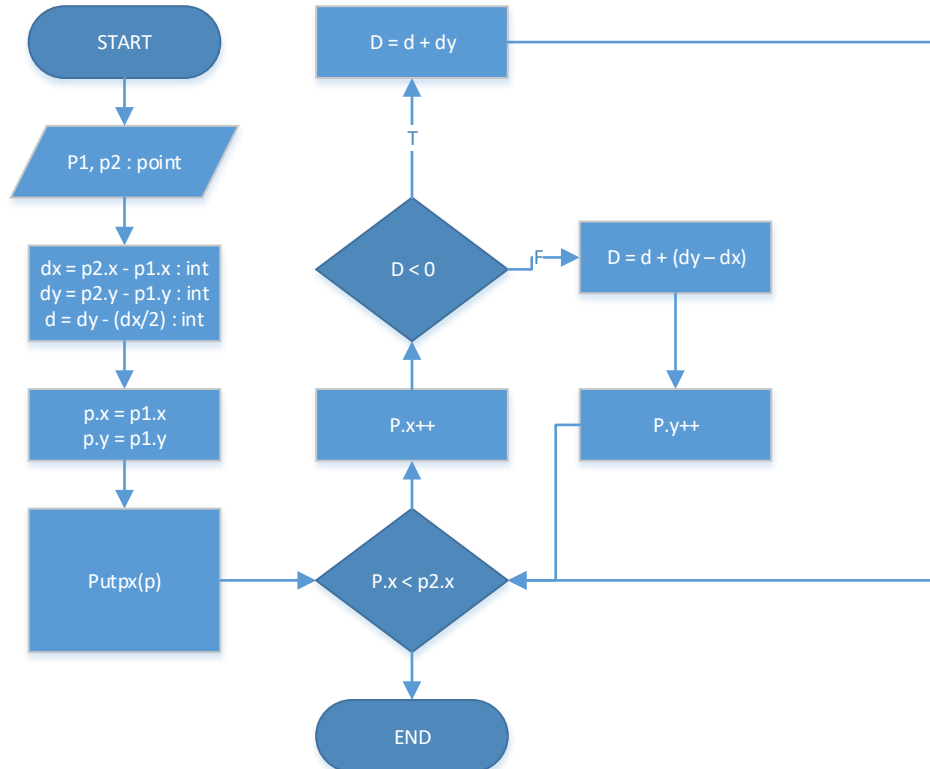 START
P1, p2 : point
dx = p2.x - p1.x : int
dy = p2.y - p1.y : int
d = dy - (dx/2) : int
p.x = p1.x
p.y = p1.y
Putpx(p)
P.x < p2.x
END
P.x++
D < 0
T
D = d + dy
F
D = d + (dy – dx)
P.y++